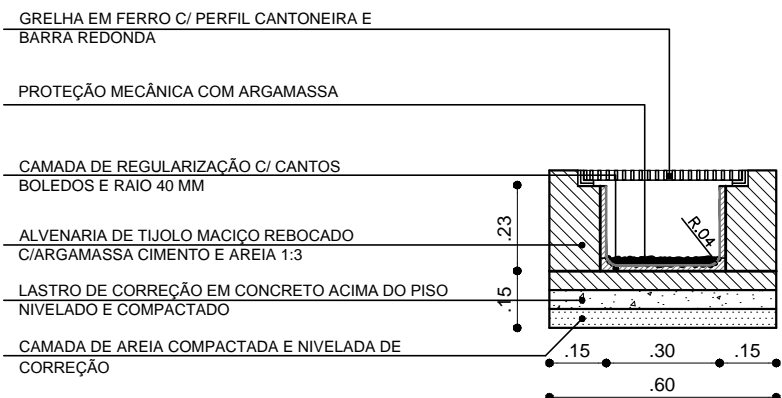 GRELHA EM FERRO C/ PERFIL CANTONEIRA E
BARRA REDONDA
PROTEÇÃO MECÂNICA COM ARGAMASSA
CAMADA DE REGULARIZAÇÃO C/ CANTOS
BOLEDOS E RAIO 40 MM
ALVENARIA DE TIJOLO MACIÇO REBOCADO
C/ARGAMASSA CIMENTO E AREIA 1:3
LASTRO DE CORREÇÃO EM CONCRETO ACIMA DO PISO
NIVELADO E COMPACTADO
CAMADA DE AREIA COMPACTADA E NIVELADA DE
CORREÇÃO
.23
.15
R.04
.15
.30
.15
.60